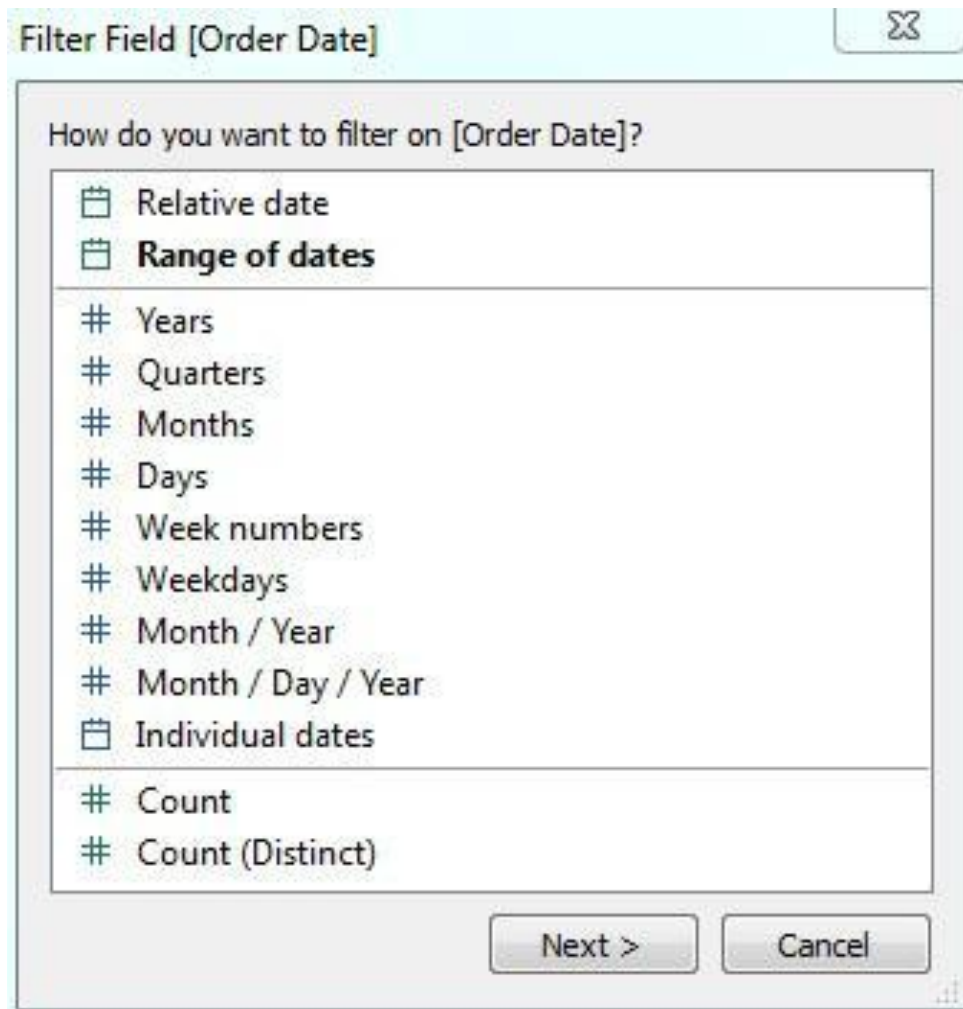 Filter Field [Order Date]
How do you want to filter on [Order Date]?
Relative date
Range of dates
Years
Quarters
Months
Days
Week numbers
Weekdays
Month / Year
Month / Day / Year
Individual dates
Count
Count (Distinct)
Next >
Cancel